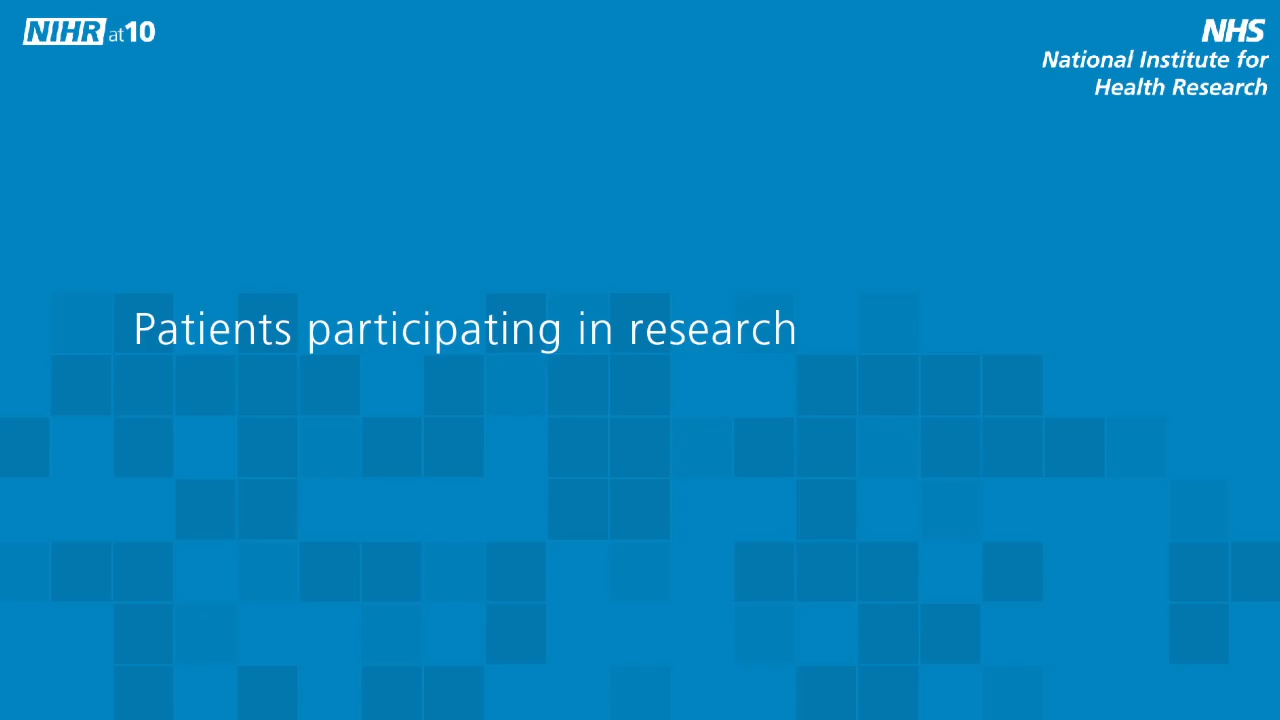 NIHR at 10
NHS
National Institute for
Health Research
Patients participating in research